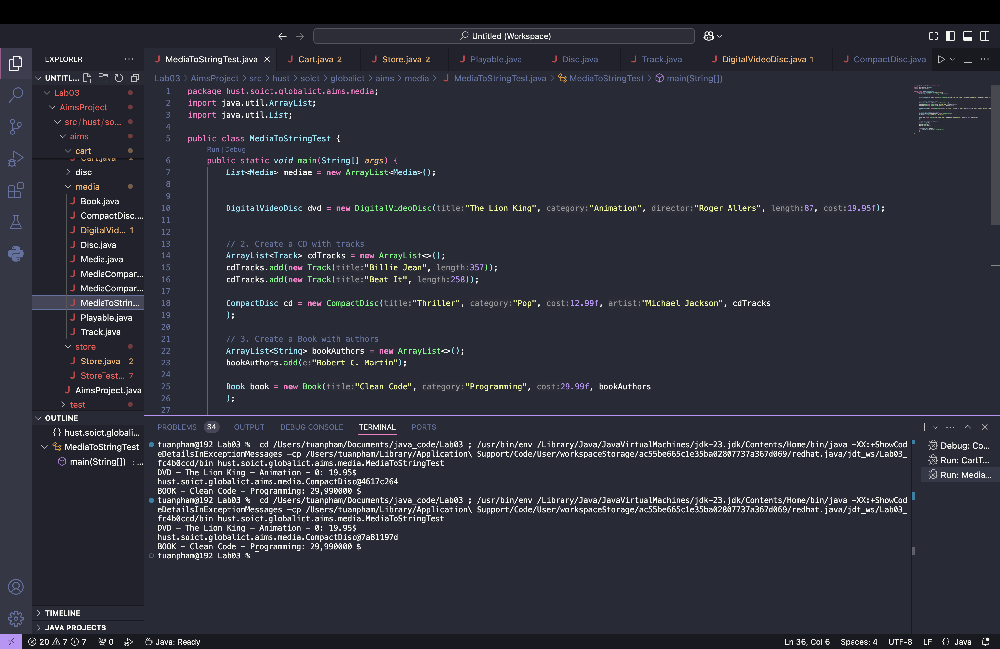 Untitled (Workspace)
EXPLORER
MediaToStringTest.java
Cart.java 2
Store.java 2
Playable.java
Disc.java
Track.java
DigitalVideoDisc.java 1
CompactDisc.java
UNTITL...
Lab03
AimsProject
src/hust/so...
aims
cart
Cart.java 2
disc
media
Book.java
CompactDisc....
DigitalVid... 1
Disc.java
Media.java
MediaCompar...
MediaCompar...
MediaToStrin...
Playable.java
Track.java
store
Store.java 2
StoreTest... 7
AimsProject.java
test
OUTLINE
hust.soict.globali...
MediaToStringTest
main(String[]) : ...
TIMELINE
JAVA PROJECTS
Lab03 > AimsProject > src > hust > soict > globalict > aims > media > MediaToStringTest.java > MediaToStringTest > main(String[])
1 package hust.soict.globalict.aims.media;
2 import java.util.ArrayList;
3 import java.util.List;
4
5 public class MediaToStringTest {
Run | Debug
6 public static void main(String[] args) {
7 List<Media> mediae = new ArrayList<Media>();
8
9
10 DigitalVideoDisc dvd = new DigitalVideoDisc(title:"The Lion King", category:"Animation", director:"Roger Allers", length:87, cost:19.95f);
11
12
13 // 2. Create a CD with tracks
14 ArrayList<Track> cdTracks = new ArrayList<>();
15 cdTracks.add(new Track(title:"Billie Jean", length:357));
16 cdTracks.add(new Track(title:"Beat It", length:258));
17
18 CompactDisc cd = new CompactDisc(title:"Thriller", category:"Pop", cost:12.99f, artist:"Michael Jackson", cdTracks
19 );
20
21 // 3. Create a Book with authors
22 ArrayList<String> bookAuthors = new ArrayList<>();
23 bookAuthors.add(e:"Robert C. Martin");
24
25 Book book = new Book(title:"Clean Code", category:"Programming", cost:29.99f, bookAuthors
26 );
27
PROBLEMS 34 OUTPUT DEBUG CONSOLE TERMINAL PORTS
tuanpham@192 Lab03 % cd /Users/tuanpham/Documents/java_code/Lab03 ; /usr/bin/env /Library/Java/JavaVirtualMachines/jdk-23.jdk/Contents/Home/bin/java -XX:+ShowCod
eDetailsInExceptionMessages -cp /Users/tuanpham/Library/Application\ Support/Code/User/workspaceStorage/ac55be665c1e35ba02807737a367d069/redhat.java/jdt_ws/Lab03_
fc4b0ccd/bin hust.soict.globalict.aims.media.MediaToStringTest
DVD - The Lion King - Animation - 0: 19.95$
hust.soict.globalict.aims.media.CompactDisc@4617c264
BOOK - Clean Code - Programming: 29,990000 $
tuanpham@192 Lab03 % cd /Users/tuanpham/Documents/java_code/Lab03 ; /usr/bin/env /Library/Java/JavaVirtualMachines/jdk-23.jdk/Contents/Home/bin/java -XX:+ShowCod
eDetailsInExceptionMessages -cp /Users/tuanpham/Library/Application\ Support/Code/User/workspaceStorage/ac55be665c1e35ba02807737a367d069/redhat.java/jdt_ws/Lab03_
fc4b0ccd/bin hust.soict.globalict.aims.media.MediaToStringTest
DVD - The Lion King - Animation - 0: 19.95$
hust.soict.globalict.aims.media.CompactDisc@7a81197d
BOOK - Clean Code - Programming: 29,990000 $
tuanpham@192 Lab03 %
Debug: Co...
Run: CartT...
Run: Media...
20 7 7 0 Java: Ready
Ln 36, Col 6 Spaces: 4 UTF-8 LF {} Java